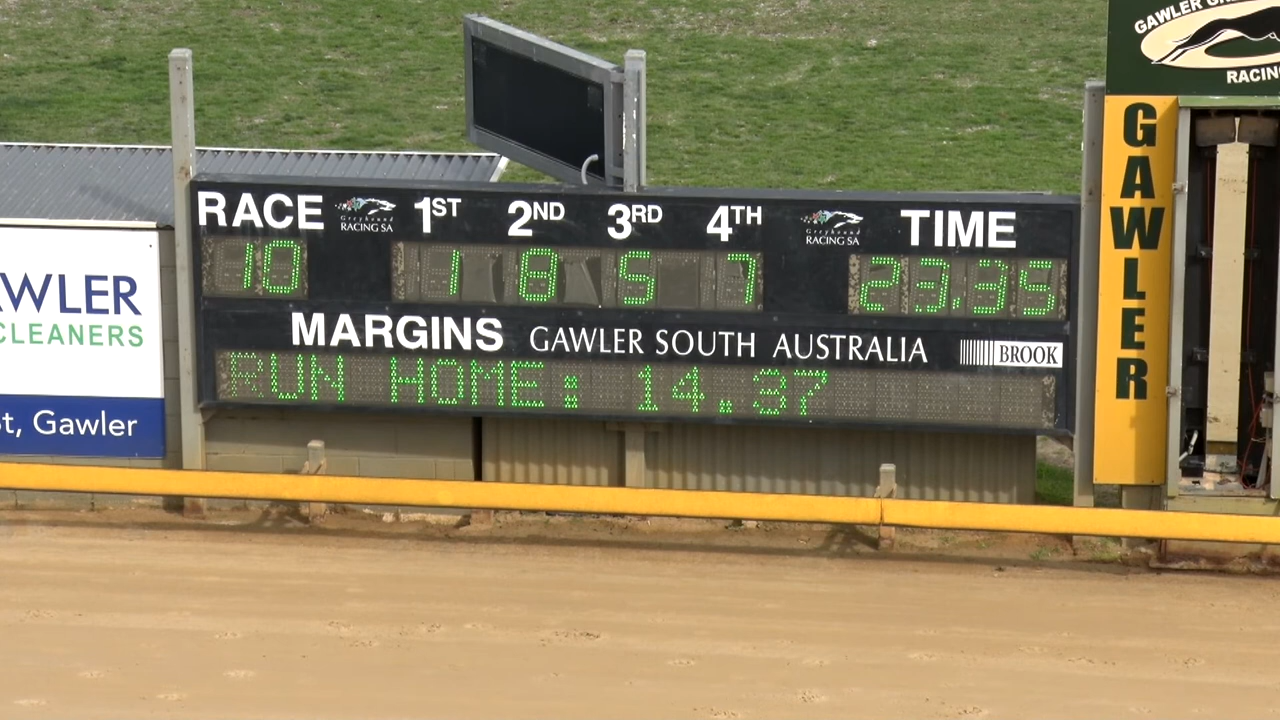 GAWLER
RACING
GAWLER
RACE
Greyhound
RACING SA
1ST 2ND 3RD 4TH
Greyhound
RACING SA
TIME
10 1 8 5 7 23.35
MARGINS GAWLER SOUTH AUSTRALIA BROOK
RUN HOME: 14.37
AWLER
CLEANERS
St, Gawler